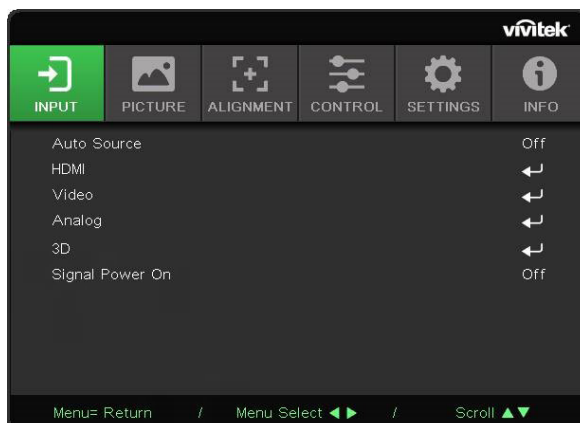 vivitek
INPUT PICTURE ALIGNMENT CONTROL SETTINGS INFO
Auto Source Off
HDMI
Video
Analog
3D
Signal Power On Off
Menu= Return / Menu Select ◀ ▶ / Scroll ▲▼